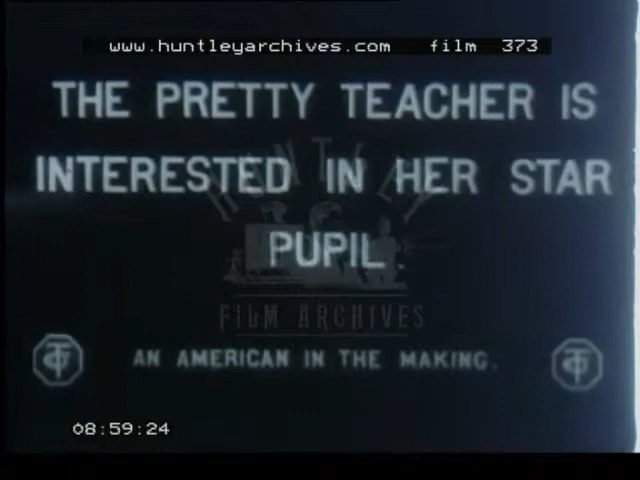 www.huntleyarchives.com film 373
THE PRETTY TEACHER IS
INTERESTED IN HER STAR
PUPIL
HUNTLEY
FILM ARCHIVES
AN AMERICAN IN THE MAKING.
08:59:24